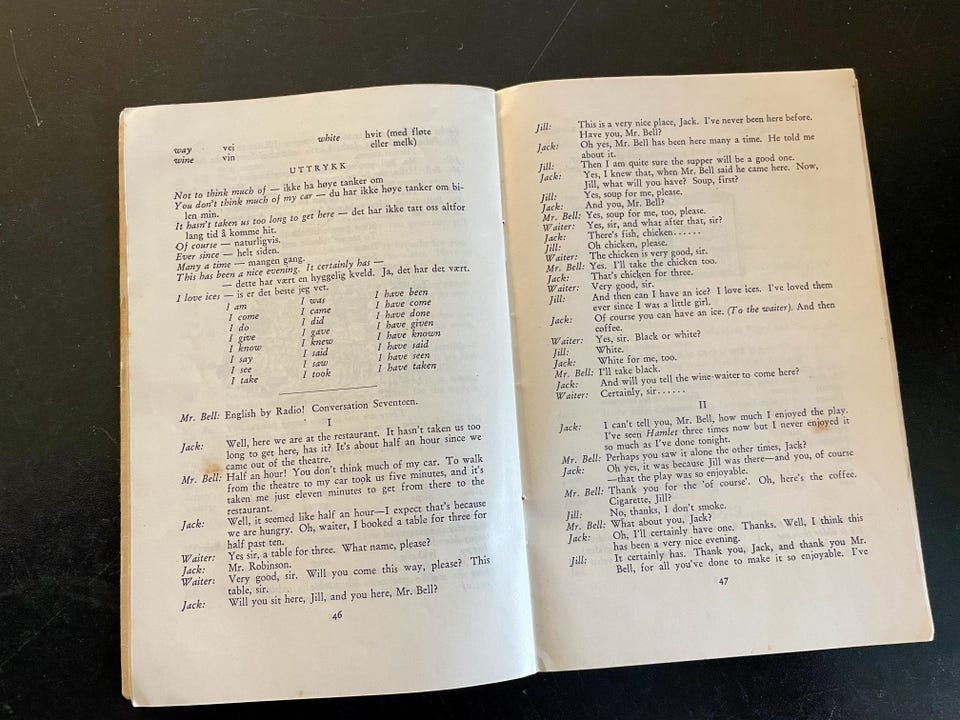 white hvit (med fløte
way vei eller melk)
wine vin
UTTRYKK
Not to think much of — ikke ha høye tanker om
You don't think much of my car — du har ikke høye tanker om bi-
len min.
It hasn't taken us too long to get here — det har ikke tatt oss altfor
lang tid å komme hit.
Of course — naturligvis.
Ever since — helt siden.
Many a time — mangen gang.
This has been a nice evening. It certainly has —
— dette har vært en hyggelig kveld. Ja, det har det vært.
I love ices — is er det beste jeg vet.
I am I was I have been
I come I came I have come
I do I did I have done
I give I gave I have given
I know I knew I have known
I say I said I have said
I see I saw I have seen
I take I took I have taken
Mr. Bell: English by Radio! Conversation Seventeen.
I
Jack: Well, here we are at the restaurant. It hasn't taken us too
long to get here, has it? It's about half an hour since we
came out of the theatre.
Mr. Bell: Half an hour! You don't think much of my car. To walk
from the theatre to my car took us five minutes, and it's
taken me just eleven minutes to get from there to the
restaurant.
Jack: Well, it seemed like half an hour—I expect that's because
we are hungry. Oh, waiter, I booked a table for three for
half past ten.
Waiter: Yes sir, a table for three. What name, please?
Jack: Mr. Robinson.
Waiter: Very good, sir. Will you come this way, please? This
table, sir.
Jack: Will you sit here, Jill, and you here, Mr. Bell?
46
Jill: This is a very nice place, Jack. I've never been here before.
Have you, Mr. Bell?
Jack: Oh yes, Mr. Bell has been here many a time. He told me
about it.
Jill: Then I am quite sure the supper will be a good one.
Jack: Yes, I knew that, when Mr. Bell said he came here. Now,
Jill, what will you have? Soup, first?
Jill: Yes, soup for me, please.
Jack: And you, Mr. Bell?
Mr. Bell: Yes, soup for me, too, please.
Waiter: Yes, sir, and what after that, sir?
Jack: There's fish, chicken......
Jill: Oh chicken, please.
Waiter: The chicken is very good, sir.
Mr. Bell: Yes. I'll take the chicken too.
Jack: That's chicken for three.
Waiter: Very good, sir.
Jill: And then can I have an ice? I love ices. I've loved them
ever since I was a little girl.
Jack: Of course you can have an ice. (To the waiter). And then
coffee.
Waiter: Yes, sir. Black or white?
Jill: White.
Jack: White for me, too.
Mr. Bell: I'll take black.
Jack: And will you tell the wine-waiter to come here?
Waiter: Certainly, sir......
II
Jack: I can't tell you, Mr. Bell, how much I enjoyed the play.
I've seen Hamlet three times now but I never enjoyed it
so much as I've done tonight.
Mr. Bell: Perhaps you saw it alone the other times, Jack?
Jack: Oh yes, it was because Jill was there—and you, of course
—that the play was so enjoyable.
Mr. Bell: Thank you for the 'of course'. Oh, here's the coffee.
Cigarette, Jill?
Jill: No, thanks, I don't smoke.
Mr. Bell: What about you, Jack?
Jack: Oh, I'll certainly have one. Thanks. Well, I think this
has been a very nice evening.
Jill: It certainly has. Thank you, Jack, and thank you Mr.
Bell, for all you've done to make it so enjoyable. I've
47